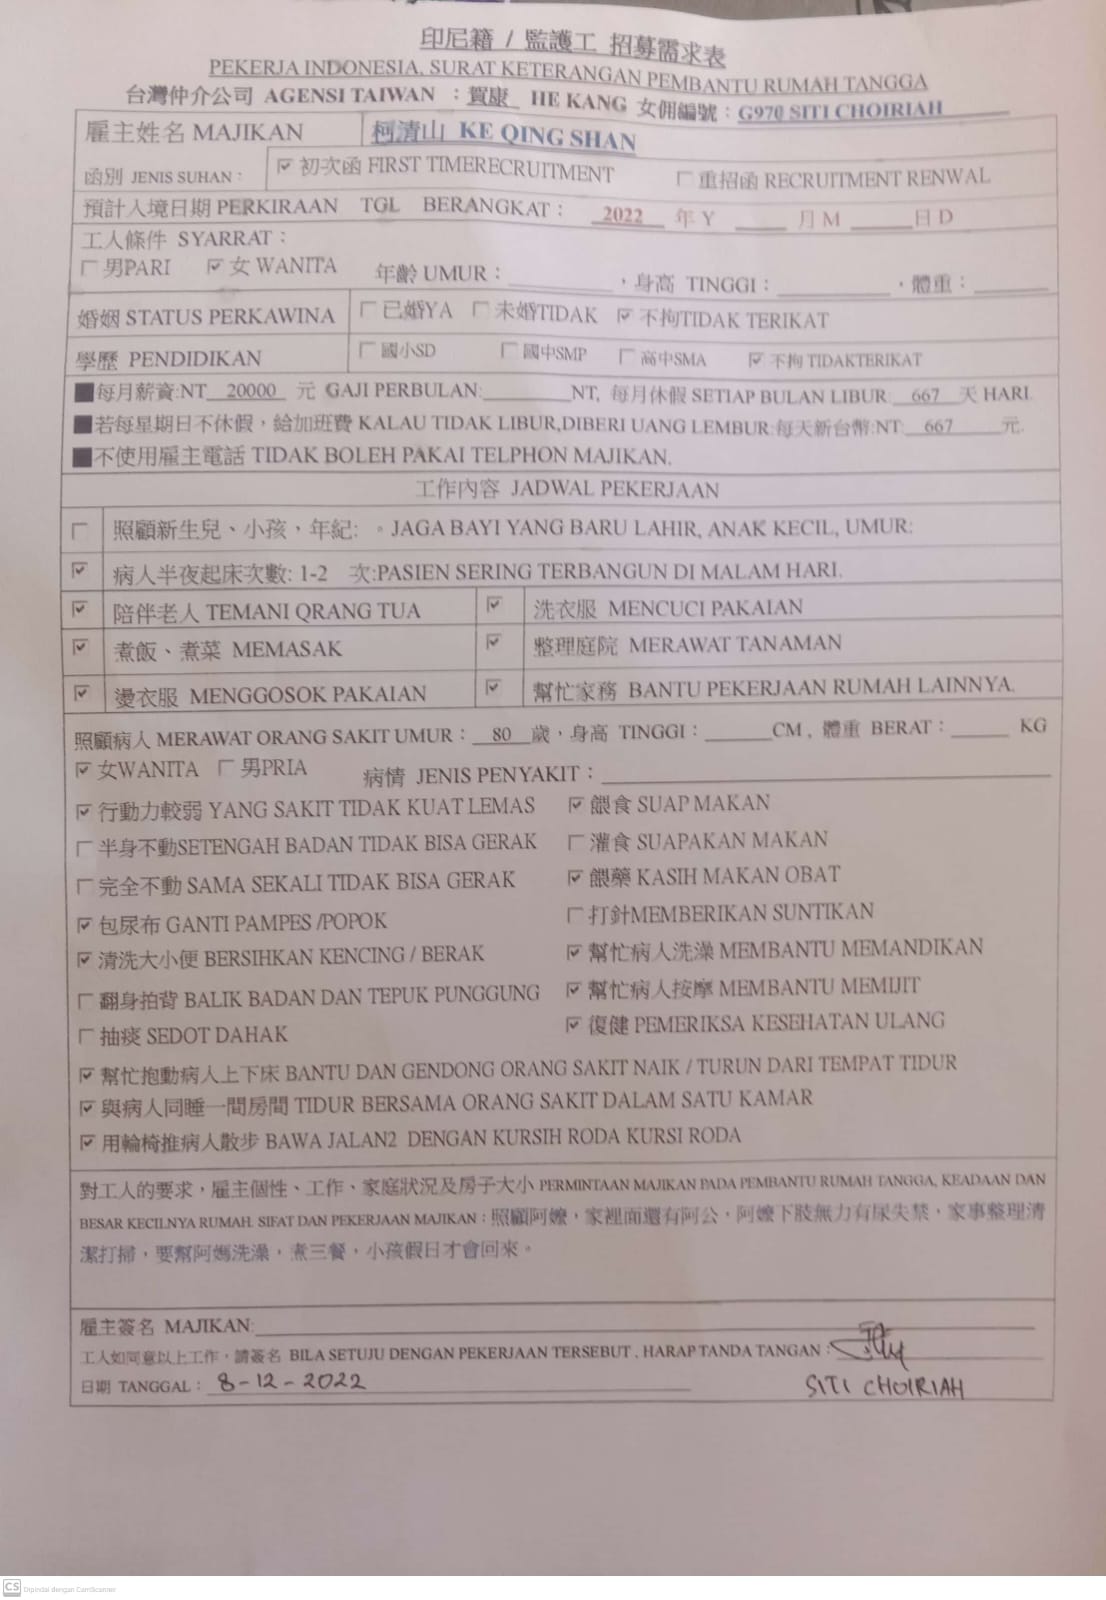 印尼籍 / 監護工 招募需求表
PEKERJA INDONESIA, SURAT KETERANGAN PEMBANTU RUMAH TANGGA
台灣仲介公司 AGENSI TAIWAN ：賀康 HE KANG 女佣編號：G970 SITI CHOIRIAH
雇主姓名 MAJIKAN 柯清山 KE QING SHAN
函別 JENIS SUHAN： ☑ 初次函 FIRST TIMERECRUITMENT □ 重招函 RECRUITMENT RENWAL
預計入境日期 PERKIRAAN TGL BERANGKAT： 2022 年 Y ____ 月 M ____ 日 D
工人條件 SYARRAT：
□ 男PARI ☑ 女 WANITA 年齡 UMUR：________，身高 TINGGI：________，體重：______
婚姻 STATUS PERKAWINA □ 已婚YA □ 未婚TIDAK ☑ 不拘TIDAK TERIKAT
學歷 PENDIDIKAN □ 國小SD □ 國中SMP □ 高中SMA ☑ 不拘 TIDAKTERIKAT
■每月薪資:NT 20000 元 GAJI PERBULAN:________NT, 每月休假 SETIAP BULAN LIBUR 667 天 HARI.
■若每星期日不休假，給加班費 KALAU TIDAK LIBUR,DIBERI UANG LEMBUR:每天新台幣:NT 667 元.
■不使用雇主電話 TIDAK BOLEH PAKAI TELPHON MAJIKAN.
工作內容 JADWAL PEKERJAAN
□ 照顧新生兒、小孩，年紀: 。JAGA BAYI YANG BARU LAHIR, ANAK KECIL, UMUR:
☑ 病人半夜起床次數: 1-2 次:PASIEN SERING TERBANGUN DI MALAM HARI.
☑ 陪伴老人 TEMANI QRANG TUA ☑ 洗衣服 MENCUCI PAKAIAN
☑ 煮飯、煮菜 MEMASAK ☑ 整理庭院 MERAWAT TANAMAN
☑ 燙衣服 MENGGOSOK PAKAIAN ☑ 幫忙家務 BANTU PEKERJAAN RUMAH LAINNYA.
照顧病人 MERAWAT ORANG SAKIT UMUR： 80 歲，身高 TINGGI：______CM , 體重 BERAT：_____ KG
☑ 女WANITA □ 男PRIA 病情 JENIS PENYAKIT：________
☑ 行動力較弱 YANG SAKIT TIDAK KUAT LEMAS ☑ 餵食 SUAP MAKAN
□ 半身不動SETENGAH BADAN TIDAK BISA GERAK □ 灌食 SUAPAKAN MAKAN
□ 完全不動 SAMA SEKALI TIDAK BISA GERAK ☑ 餵藥 KASIH MAKAN OBAT
☑ 包尿布 GANTI PAMPES /POPOK □ 打針MEMBERIKAN SUNTIKAN
☑ 清洗大小便 BERSIHKAN KENCING / BERAK ☑ 幫忙病人洗澡 MEMBANTU MEMANDIKAN
□ 翻身拍背 BALIK BADAN DAN TEPUK PUNGGUNG ☑ 幫忙病人按摩 MEMBANTU MEMIJIT
□ 抽痰 SEDOT DAHAK ☑ 復健 PEMERIKSA KESEHATAN ULANG
☑ 幫忙抱動病人上下床 BANTU DAN GENDONG ORANG SAKIT NAIK / TURUN DARI TEMPAT TIDUR
☑ 與病人同睡一間房間 TIDUR BERSAMA ORANG SAKIT DALAM SATU KAMAR
☑ 用輪椅推病人散步 BAWA JALAN2 DENGAN KURSIH RODA KURSI RODA
對工人的要求，雇主個性、工作、家庭狀況及房子大小 PERMINTAAN MAJIKAN PADA PEMBANTU RUMAH TANGGA, KEADAAN DAN
BESAR KECILNYA RUMAH. SIFAT DAN PEKERJAAN MAJIKAN：照顧阿嬤，家裡面還有阿公，阿嬤下肢無力有尿失禁，家事整理清
潔打掃，要幫阿媽洗澡，煮三餐，小孩假日才會回來。
雇主簽名 MAJIKAN:
工人如同意以上工作，請簽名 BILA SETUJU DENGAN PEKERJAAN TERSEBUT , HARAP TANDA TANGAN :
日期 TANGGAL： 8-12-2022 SITI CHOIRIAH
CS Dipindai dengan CamScanner